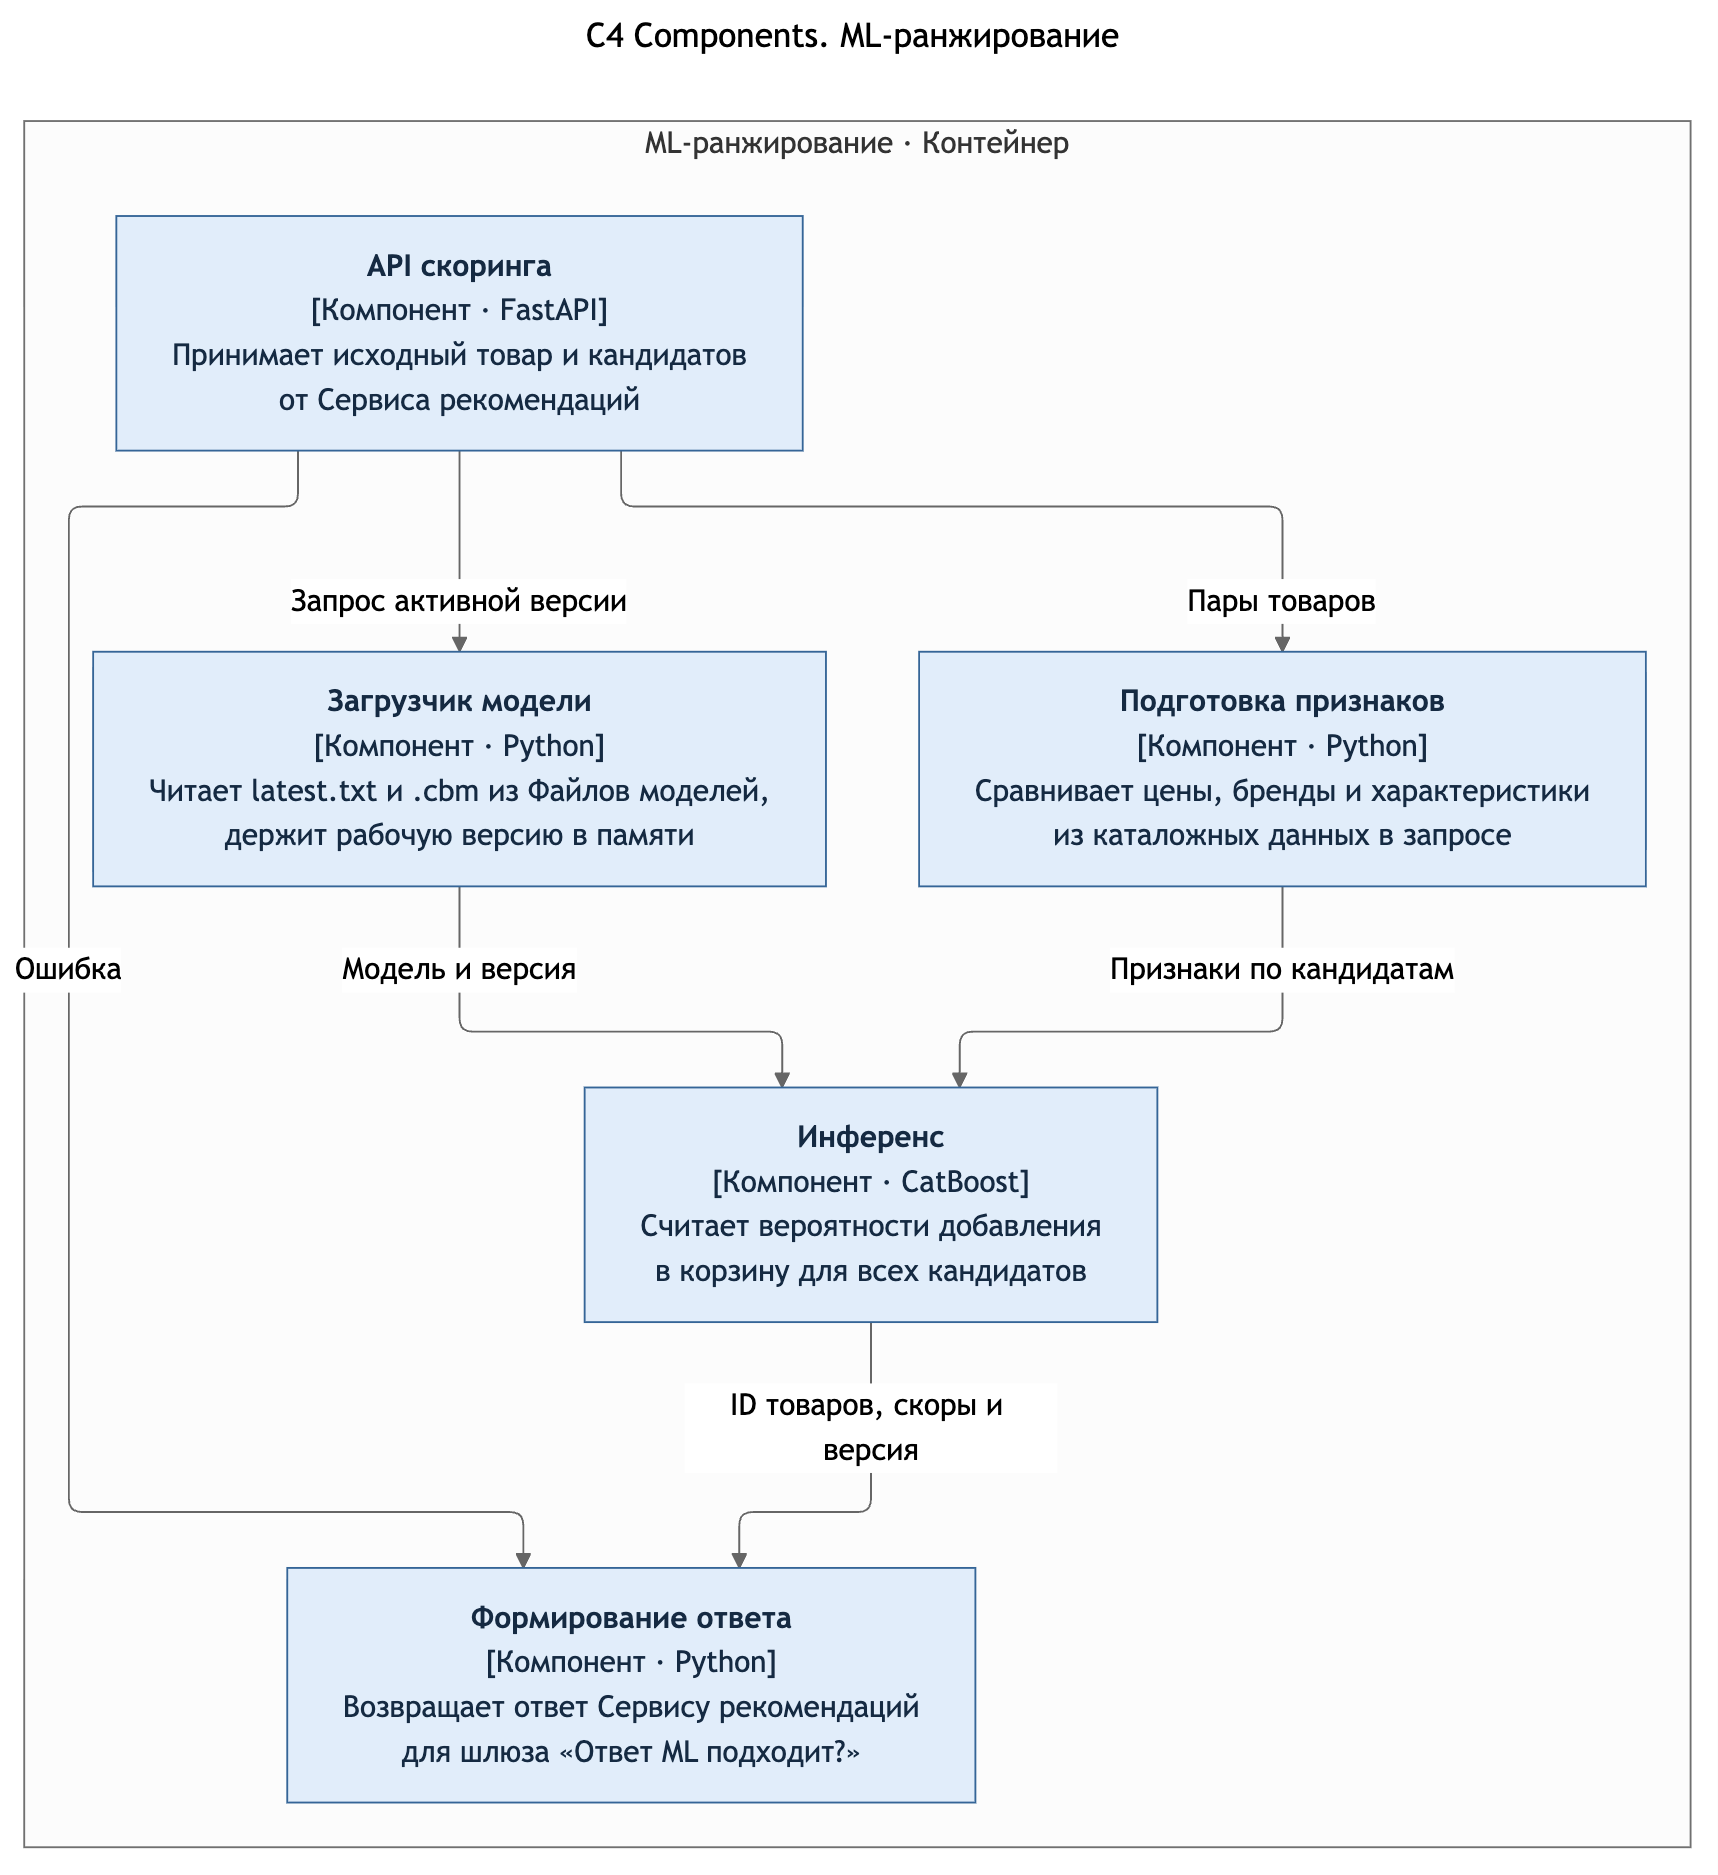 C4 Components. ML-ранжирование
ML-ранжирование · Контейнер
API скоринга
[Компонент · FastAPI]
Принимает исходный товар и кандидатов
от Сервиса рекомендаций
Запрос активной версии
Пары товаров
Загрузчик модели
[Компонент · Python]
Читает latest.txt и .cbm из Файлов моделей,
держит рабочую версию в памяти
Подготовка признаков
[Компонент · Python]
Сравнивает цены, бренды и характеристики
из каталожных данных в запросе
Ошибка
Модель и версия
Признаки по кандидатам
Инференс
[Компонент · CatBoost]
Считает вероятности добавления
в корзину для всех кандидатов
ID товаров, скоры и
версия
Формирование ответа
[Компонент · Python]
Возвращает ответ Сервису рекомендаций
для шлюза «Ответ ML подходит?»